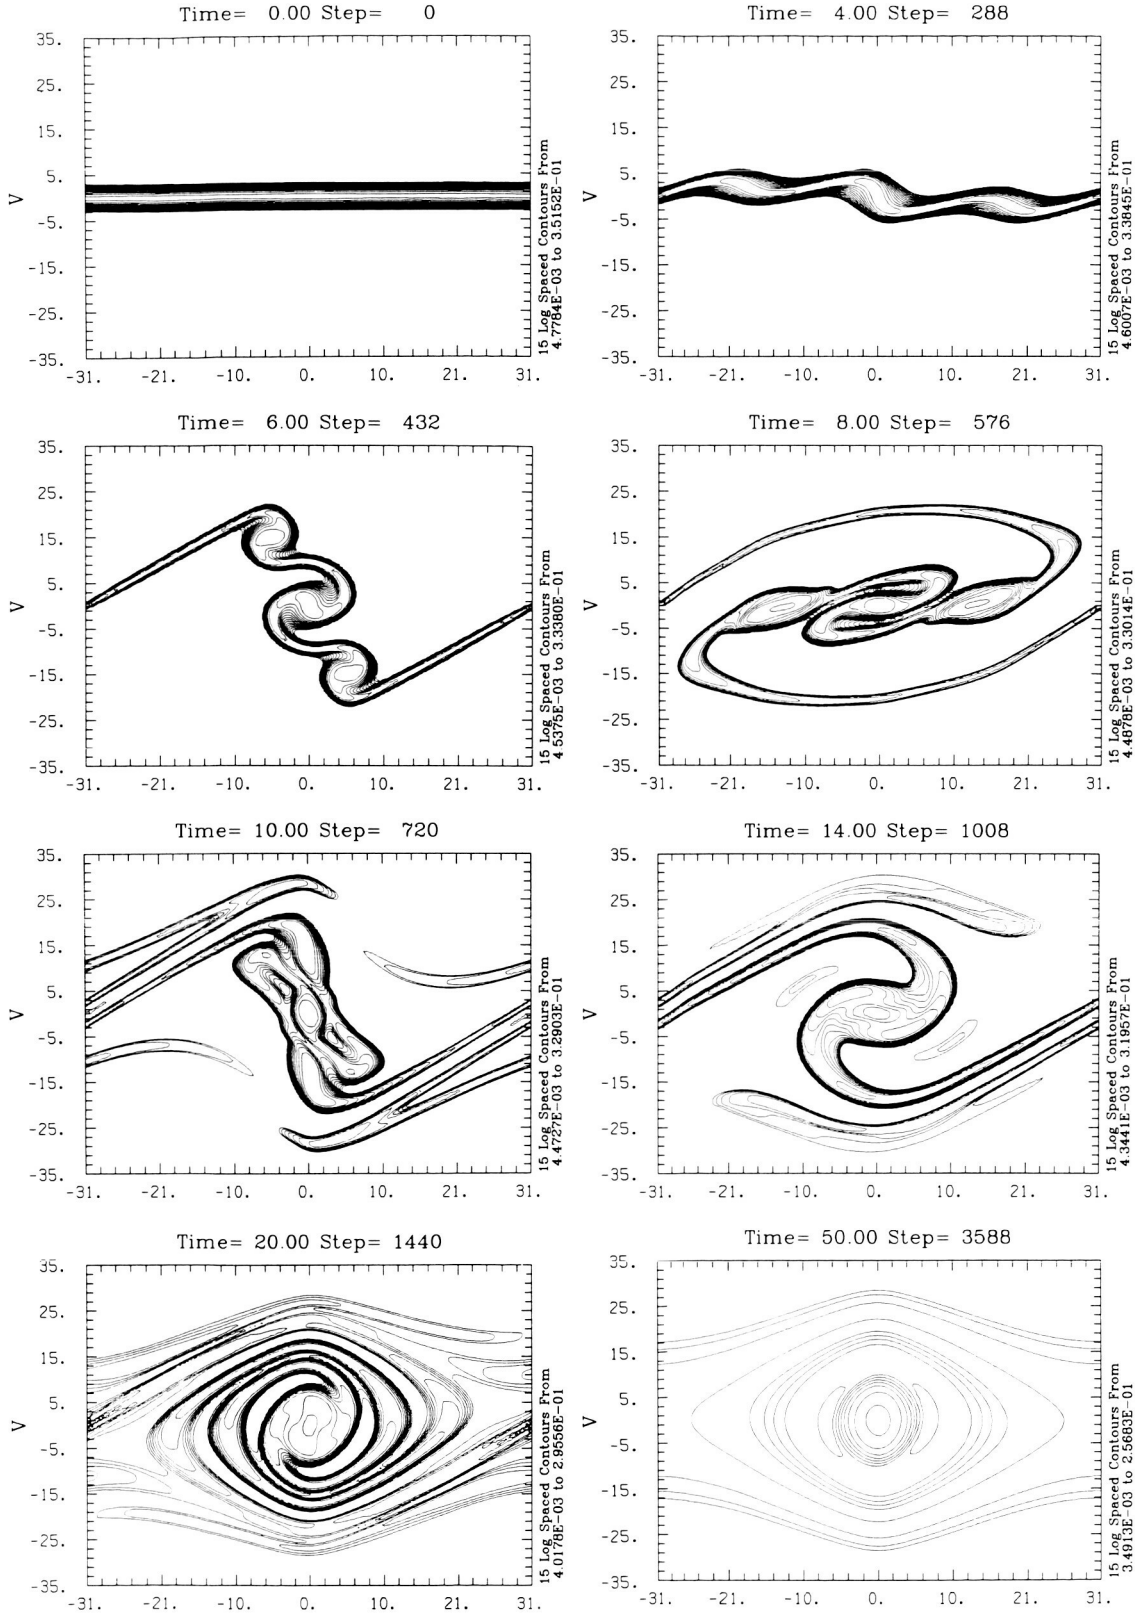 Time= 0.00 Step= 0
35.
25.
15.
5.
-5.
-15.
-25.
-35.
V
-31. -21. -10. 0. 10. 21. 31.
15 Log Spaced Contours From
4.7784E-03 to 3.5152E-01
Time= 4.00 Step= 288
35.
25.
15.
5.
-5.
-15.
-25.
-35.
V
-31. -21. -10. 0. 10. 21. 31.
15 Log Spaced Contours From
4.6007E-03 to 3.3845E-01
Time= 6.00 Step= 432
35.
25.
15.
5.
-5.
-15.
-25.
-35.
V
-31. -21. -10. 0. 10. 21. 31.
15 Log Spaced Contours From
4.5375E-03 to 3.3380E-01
Time= 8.00 Step= 576
35.
25.
15.
5.
-5.
-15.
-25.
-35.
V
-31. -21. -10. 0. 10. 21. 31.
15 Log Spaced Contours From
4.4878E-03 to 3.3014E-01
Time= 10.00 Step= 720
35.
25.
15.
5.
-5.
-15.
-25.
-35.
V
-31. -21. -10. 0. 10. 21. 31.
15 Log Spaced Contours From
4.4727E-03 to 3.2903E-01
Time= 14.00 Step= 1008
35.
25.
15.
5.
-5.
-15.
-25.
-35.
V
-31. -21. -10. 0. 10. 21. 31.
15 Log Spaced Contours From
4.3441E-03 to 3.1957E-01
Time= 20.00 Step= 1440
35.
25.
15.
5.
-5.
-15.
-25.
-35.
V
-31. -21. -10. 0. 10. 21. 31.
15 Log Spaced Contours From
4.0178E-03 to 2.9556E-01
Time= 50.00 Step= 3588
35.
25.
15.
5.
-5.
-15.
-25.
-35.
V
-31. -21. -10. 0. 10. 21. 31.
15 Log Spaced Contours From
3.4913E-03 to 2.5683E-01